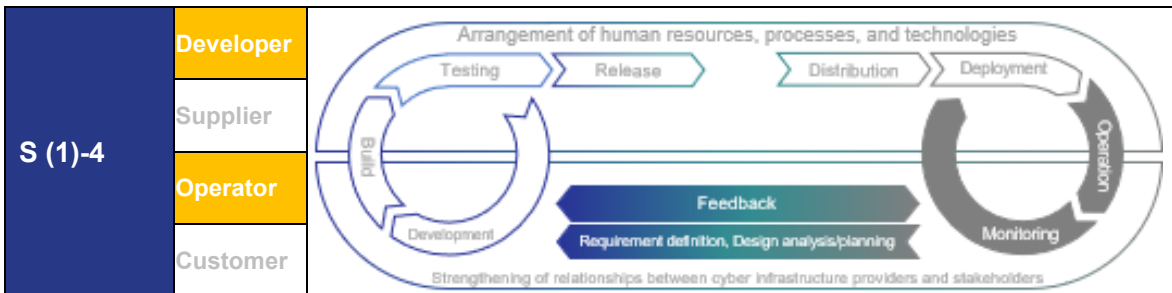 S (1)-4
Developer
Supplier
Operator
Customer
Arrangement of human resources, processes, and technologies
Testing
Release
Distribution
Deployment
Build
Operation
Feedback
Requirement definition, Design analysis/planning
Development
Monitoring
Strengthening of relationships between cyber infrastructure providers and stakeholders